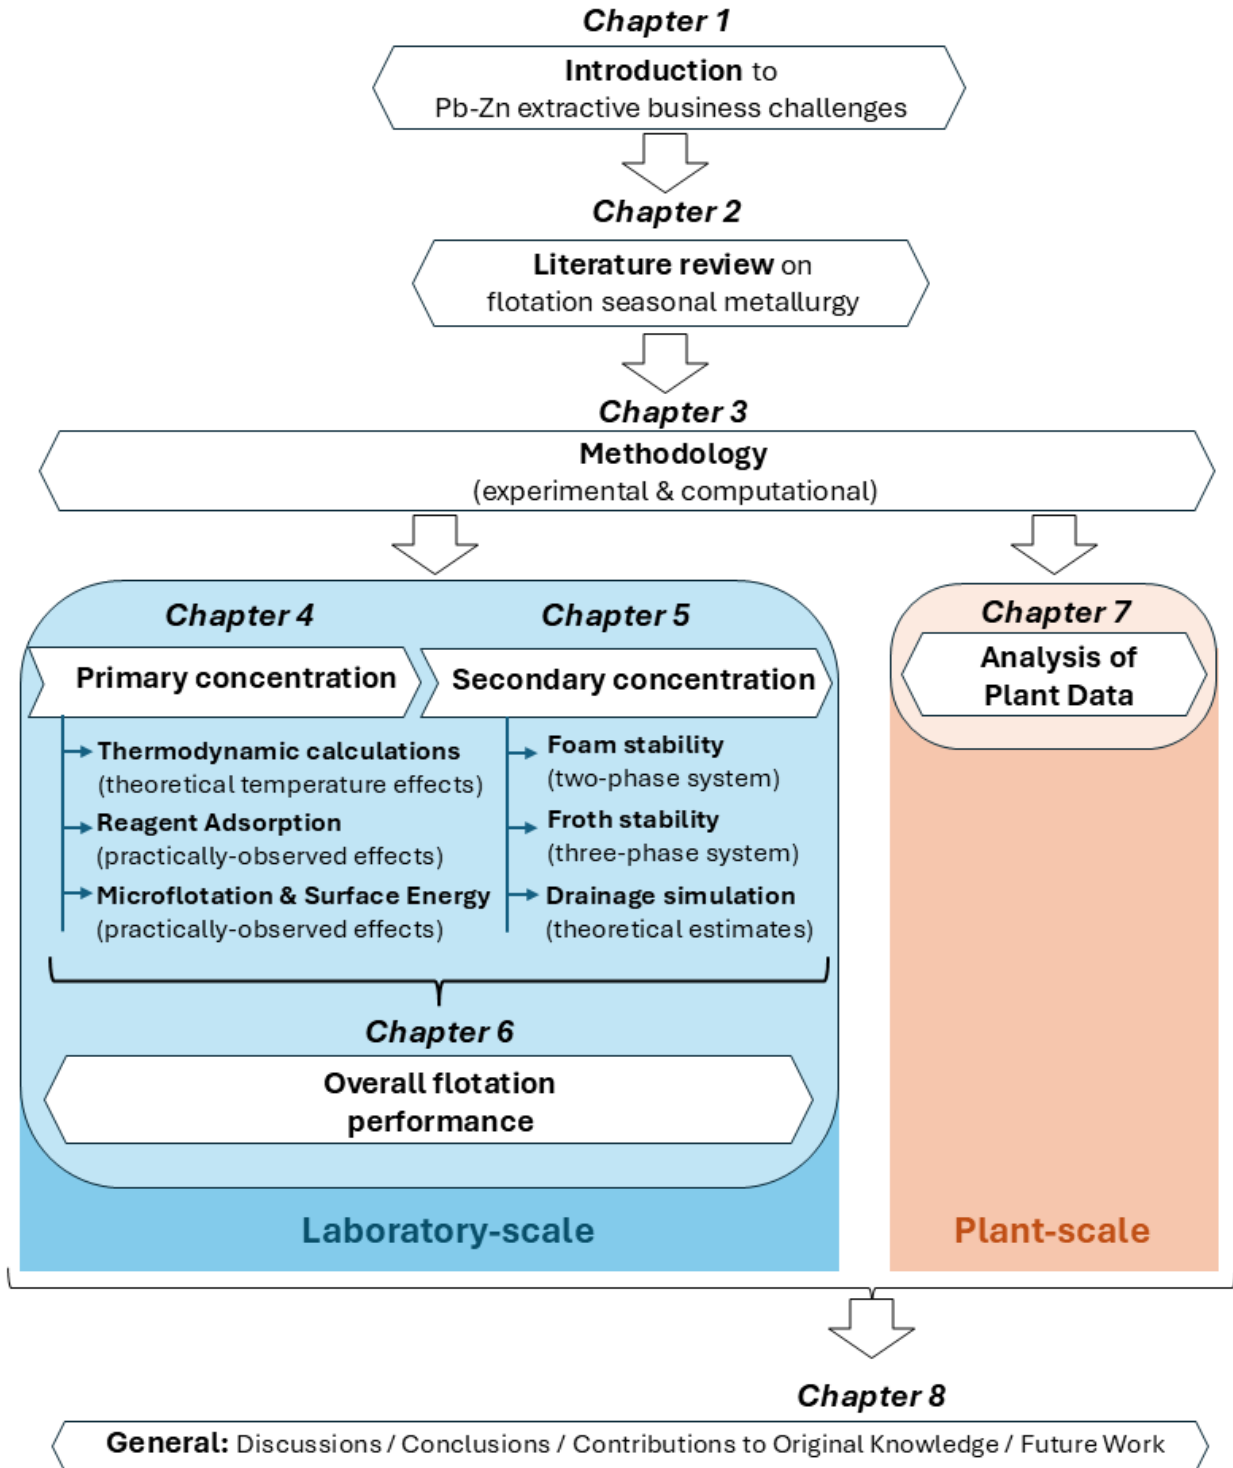 Chapter 1
Introduction to
Pb-Zn extractive business challenges
Chapter 2
Literature review on
flotation seasonal metallurgy
Chapter 3
Methodology
(experimental & computational)
Chapter 4
Primary concentration
Thermodynamic calculations
(theoretical temperature effects)
Reagent Adsorption
(practically-observed effects)
Microflotation & Surface Energy
(practically-observed effects)
Chapter 5
Secondary concentration
Foam stability
(two-phase system)
Froth stability
(three-phase system)
Drainage simulation
(theoretical estimates)
Chapter 6
Overall flotation
performance
Laboratory-scale
Chapter 7
Analysis of
Plant Data
Plant-scale
Chapter 8
General: Discussions / Conclusions / Contributions to Original Knowledge / Future Work